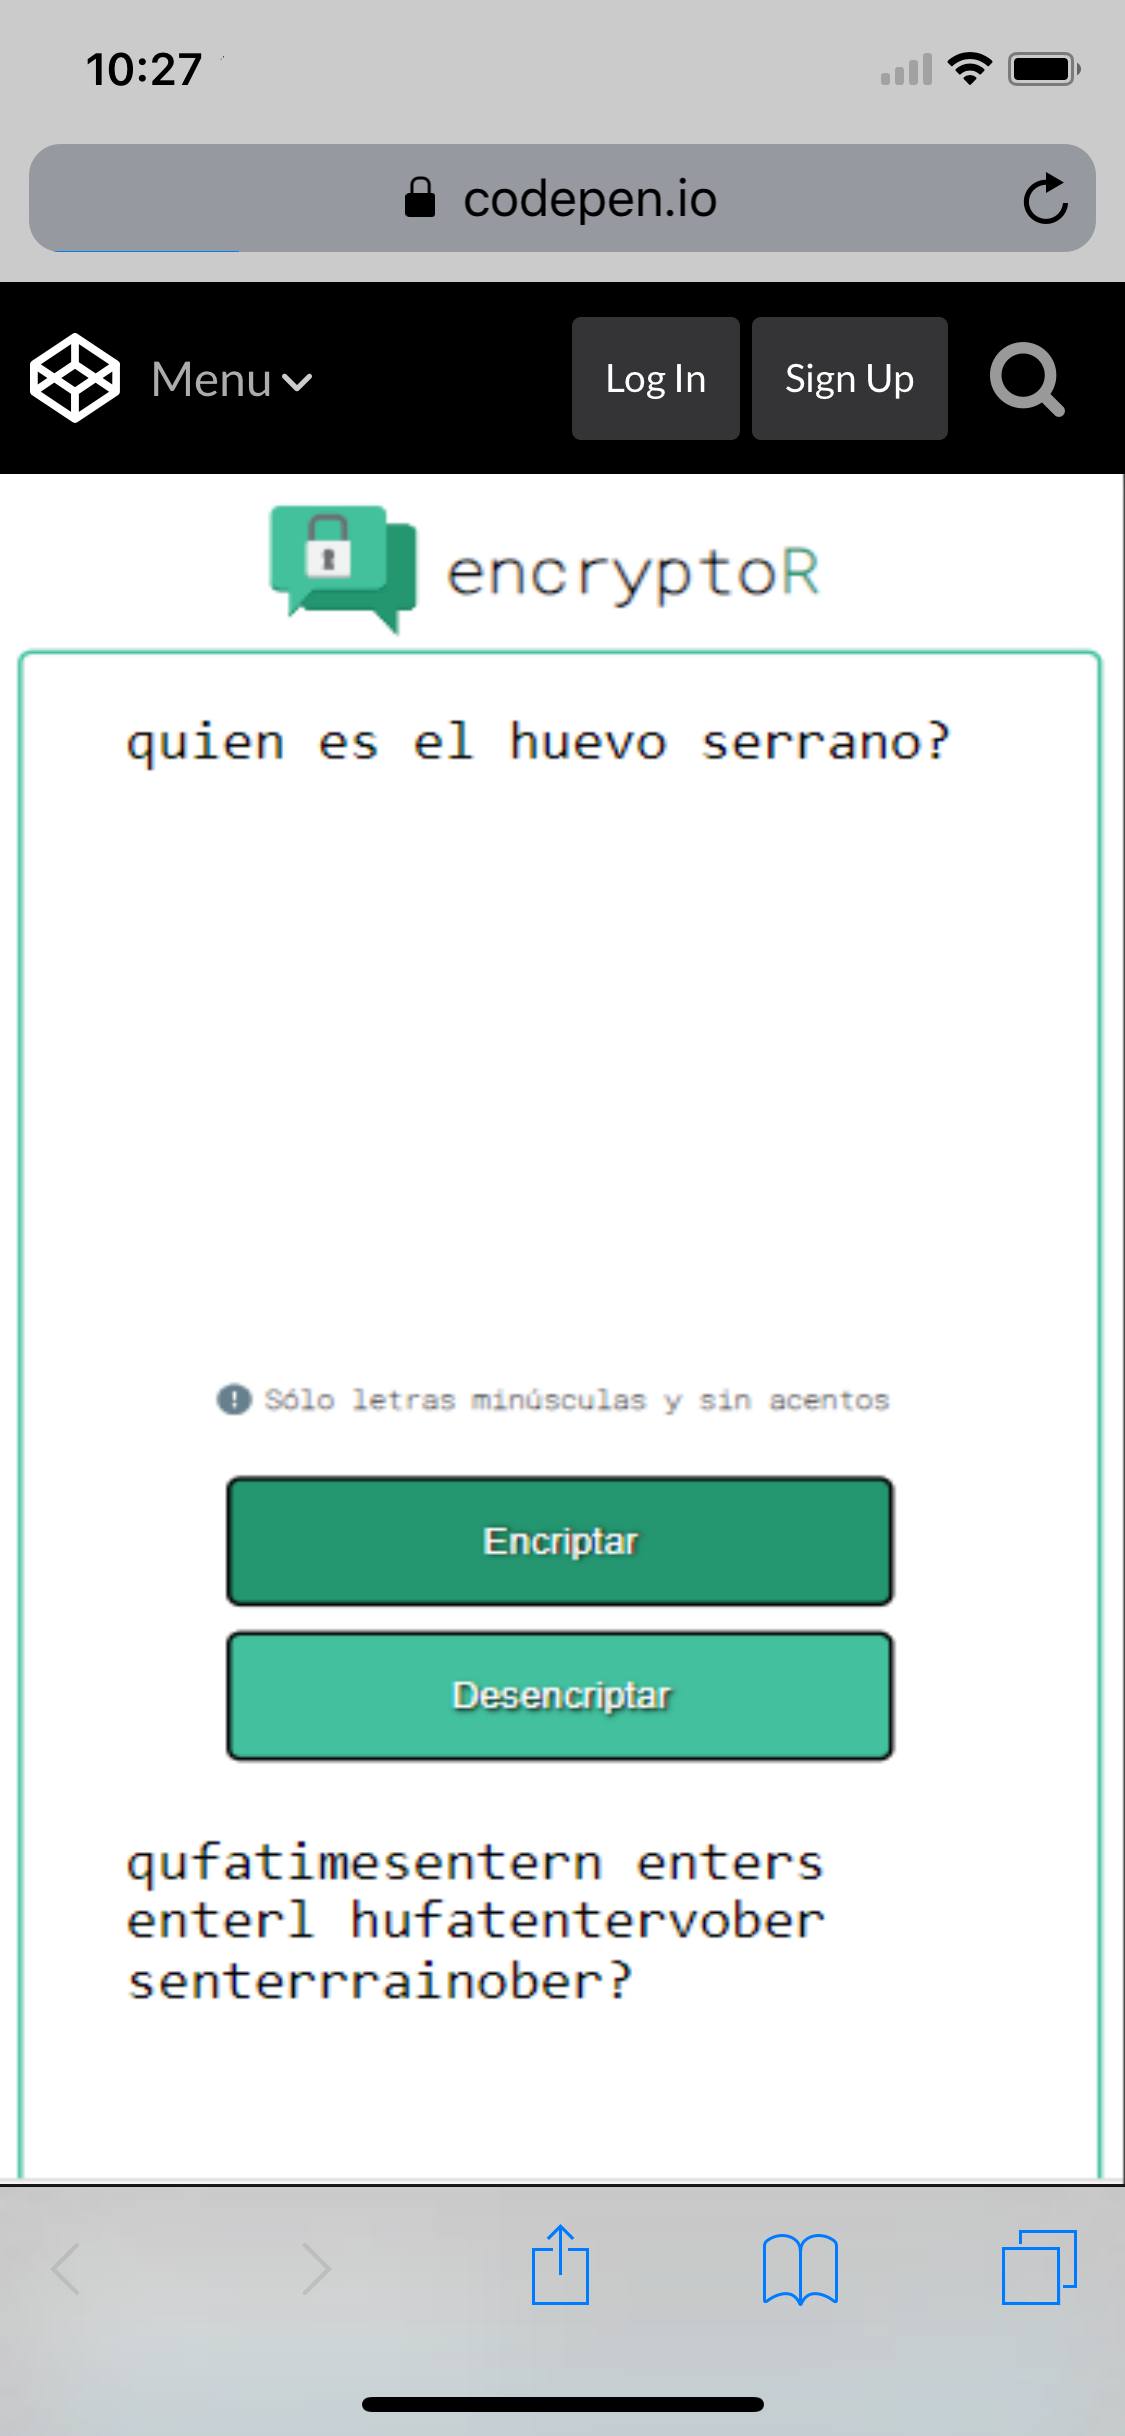 10:27
codepen.io
Menu
Log In
Sign Up
encryptoR
quien es el huevo serrano?
Sólo letras minúsculas y sin acentos
Encriptar
Desencriptar
qufatimesentern enters
enterl hufatentervober
senterrrainober?